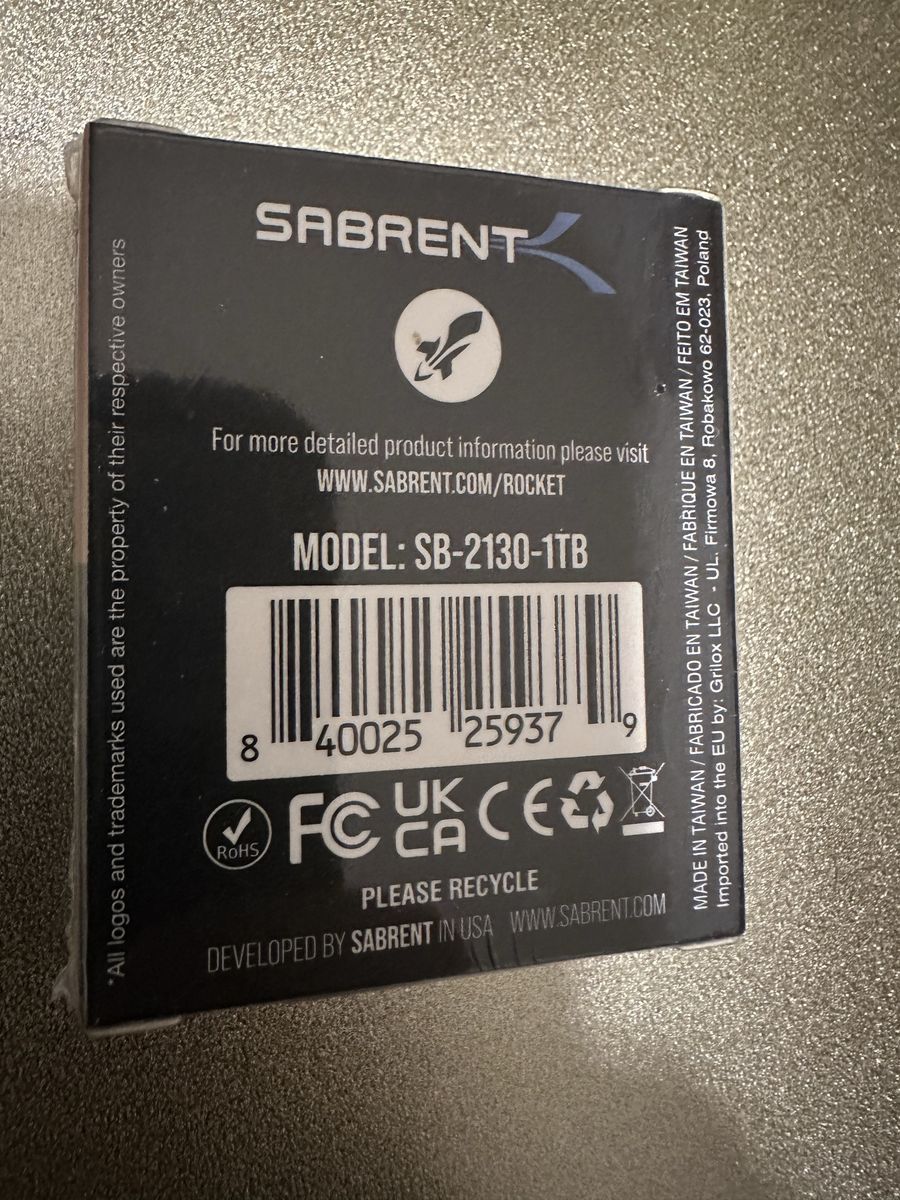 SABRENT
For more detailed product information please visit
WWW.SABRENT.COM/ROCKET
MODEL: SB-2130-1TB
8 40025 25937 9
RoHS
FC
UK
CA
CE
PLEASE RECYCLE
DEVELOPED BY SABRENT IN USA WWW.SABRENT.COM
*All logos and trademarks used are the property of their respective owners
MADE IN TAIWAN / FABRICADO EN TAIWAN / FABRIQUE EN TAIWAN / FEITO EM TAIWAN
Imported into the EU by: Grilox LLC - UL. Firmowa 8, Robakowo 62-023, Poland